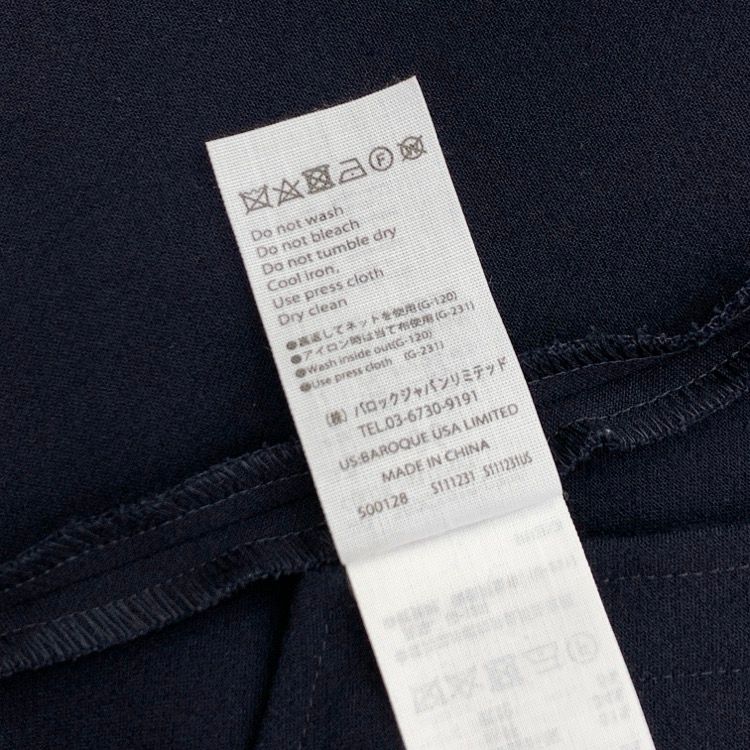 F W
Do not wash
Do not bleach
Do not tumble dry
Cool iron.
Use press cloth
Dry clean
●裏返してネットを使用(G-120)
●アイロン時は当て布使用(G-231)
●Wash inside out(G-120)
●Use press cloth (G-231)
(株) バロックジャパンリミテッド
TEL.03-6730-9191
US:BAROQUE USA LIMITED
MADE IN CHINA
500128 5111231 5111231US